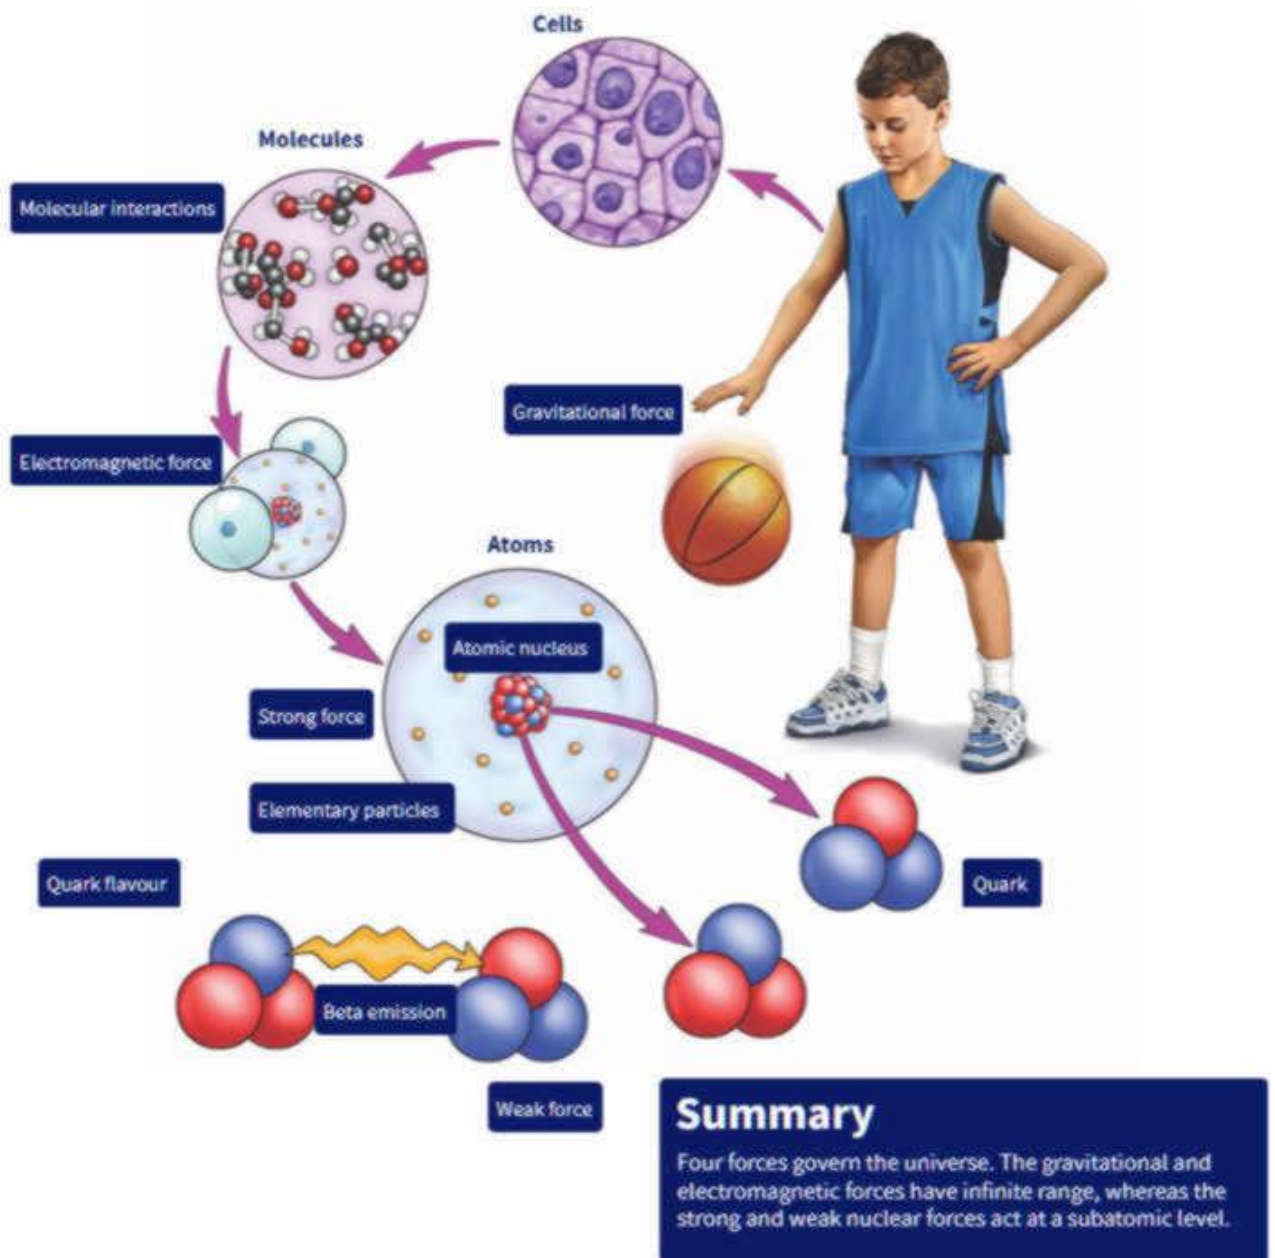 Cells
Molecules
Molecular interactions
Gravitational force
Electromagnetic force
Atoms
Atomic nucleus
Strong force
Elementary particles
Quark flavour
Quark
Beta emission
Weak force
Summary
Four forces govern the universe. The gravitational and
electromagnetic forces have infinite range, whereas the
strong and weak nuclear forces act at a subatomic level.